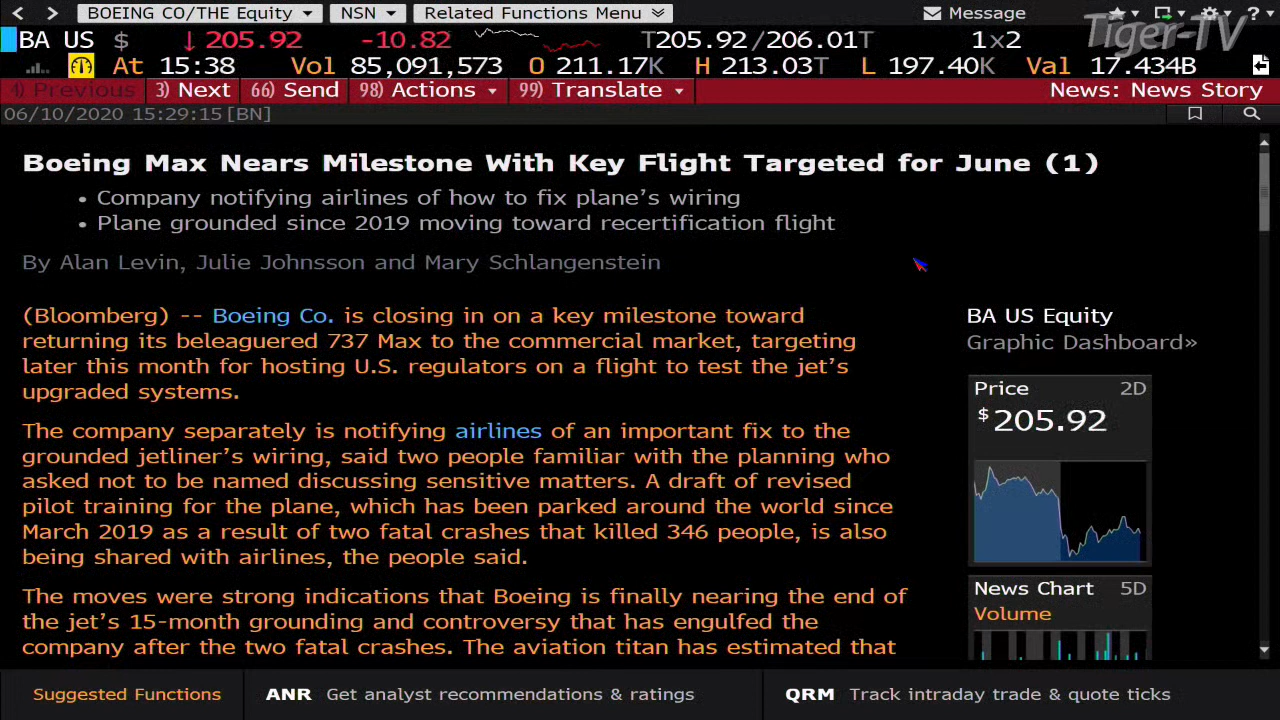 BOEING CO/THE Equity NSN Related Functions Menu Message ?
Tiger-TV
BA US $ ↓ 205.92 -10.82 T205.92/206.01T 1x2
At 15:38 Vol 85,091,573 O 211.17K H 213.03T L 197.40K Val 17.434B
4) Previous 3) Next 66) Send 98) Actions 99) Translate News: News Story
06/10/2020 15:29:15 [BN]
Boeing Max Nears Milestone With Key Flight Targeted for June (1)
• Company notifying airlines of how to fix plane's wiring
• Plane grounded since 2019 moving toward recertification flight
By Alan Levin, Julie Johnsson and Mary Schlangenstein
(Bloomberg) -- Boeing Co. is closing in on a key milestone toward
returning its beleaguered 737 Max to the commercial market, targeting
later this month for hosting U.S. regulators on a flight to test the jet's
upgraded systems.
The company separately is notifying airlines of an important fix to the
grounded jetliner's wiring, said two people familiar with the planning who
asked not to be named discussing sensitive matters. A draft of revised
pilot training for the plane, which has been parked around the world since
March 2019 as a result of two fatal crashes that killed 346 people, is also
being shared with airlines, the people said.
The moves were strong indications that Boeing is finally nearing the end of
the jet's 15-month grounding and controversy that has engulfed the
company after the two fatal crashes. The aviation titan has estimated that
BA US Equity
Graphic Dashboard»
Price 2D
$205.92
News Chart 5D
Volume
Suggested Functions ANR Get analyst recommendations & ratings QRM Track intraday trade & quote ticks